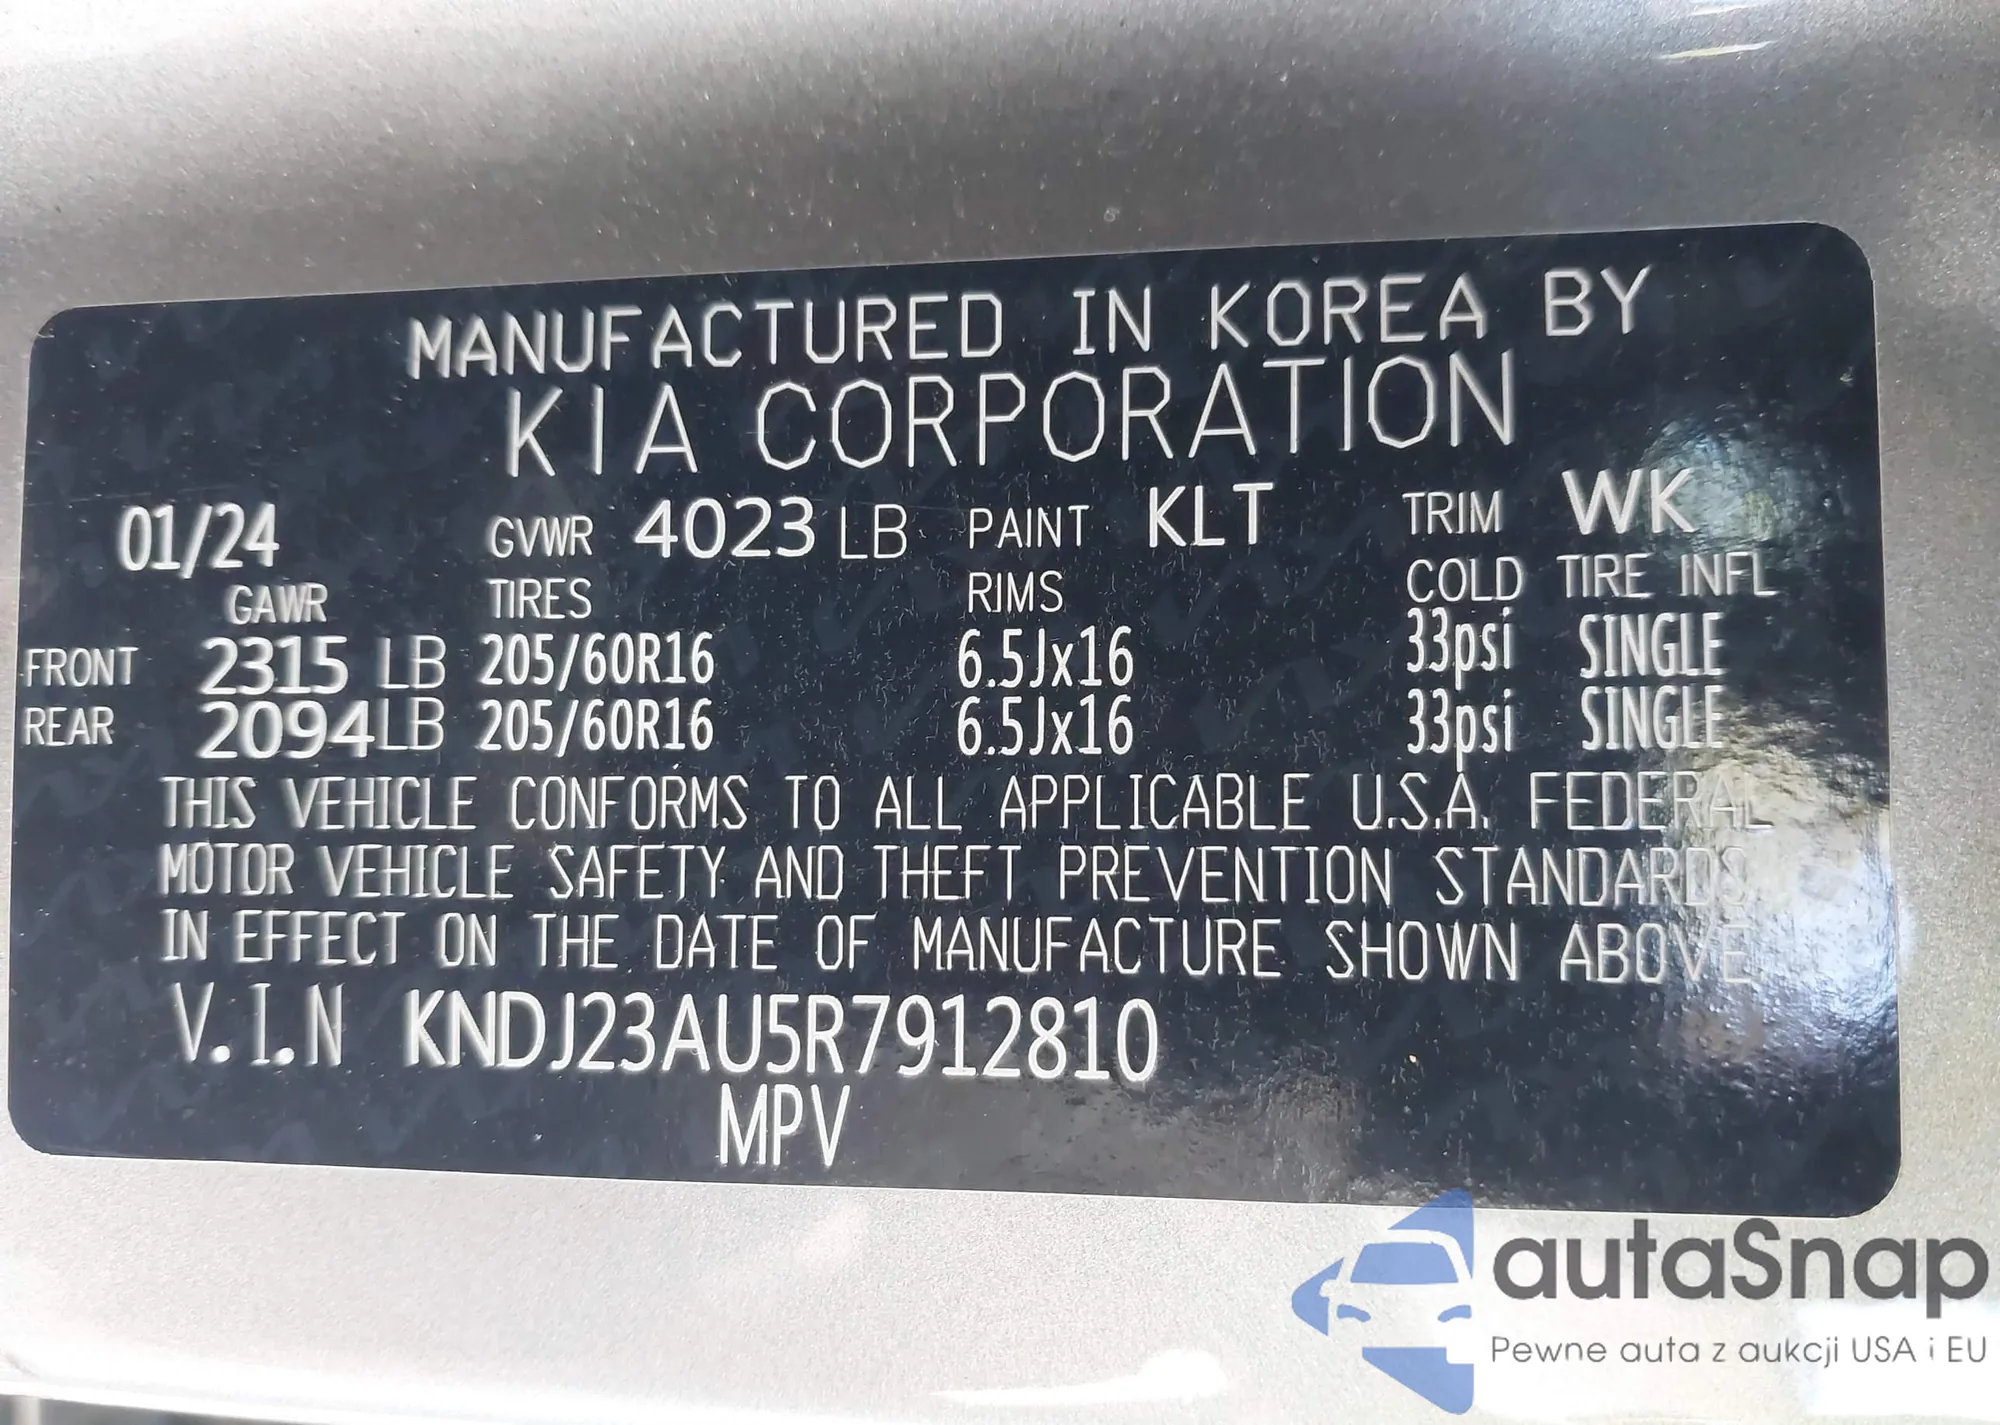 MANUFACTURED IN KOREA BY
KIA CORPORATION
01/24 GVWR 4023 LB PAINT KLT TRIM WK
GAWR TIRES RIMS COLD TIRE INFL
FRONT 2315 LB 205/60R16 6.5Jx16 33psi SINGLE
REAR 2094LB 205/60R16 6.5Jx16 33psi SINGLE
THIS VEHICLE CONFORMS TO ALL APPLICABLE U.S.A. FEDERAL
MOTOR VEHICLE SAFETY AND THEFT PREVENTION STANDARDS
IN EFFECT ON THE DATE OF MANUFACTURE SHOWN ABOVE
V.I.N KNDJ23AU5R7912810
MPV
autaSnap
Pewne auta z aukcji USA i EU